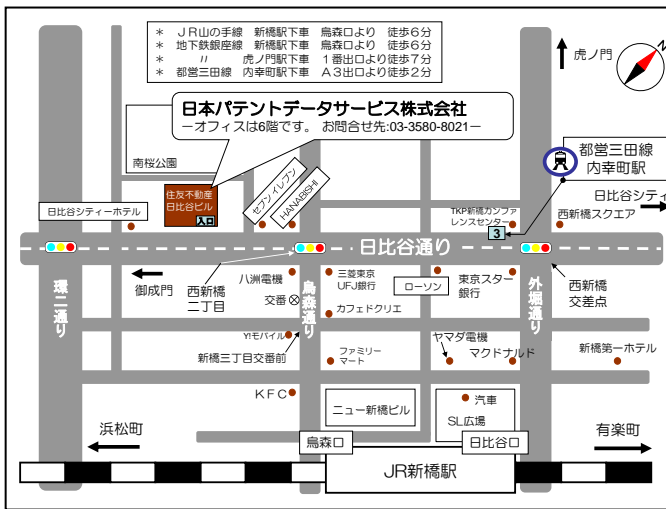 ＊ ＪＲ山の手線 新橋駅下車 烏森口より 徒歩６分
＊ 地下鉄銀座線 新橋駅下車 烏森口より 徒歩６分
＊ 〃 虎ノ門駅下車 １番出口より徒歩７分
＊ 都営三田線 内幸町駅下車 Ａ３出口より徒歩２分
虎ノ門
N
日本パテントデータサービス株式会社
－オフィスは6階です。 お問合せ先:03-3580-8021－
都営三田線
内幸町駅
南桜公園
住友不動産
日比谷ビル
入口
セブンイレブン
HANABISHI
日比谷シティーホテル
TKP新橋カンファ
レンスセンター
3
日比谷シティ
西新橋スクエア
日比谷通り
御成門
西新橋
二丁目
八洲電機
交番
三菱東京
UFJ銀行
カフェドクリエ
ローソン
東京スター
銀行
西新橋
交差点
環二通り
烏森通り
外堀通り
Y!モバイル
新橋三丁目交番前
ファミリー
マート
ヤマダ電機
マクドナルド
新橋第一ホテル
ＫＦＣ
ニュー新橋ビル
汽車
SL広場
浜松町
烏森口
日比谷口
有楽町
JR新橋駅